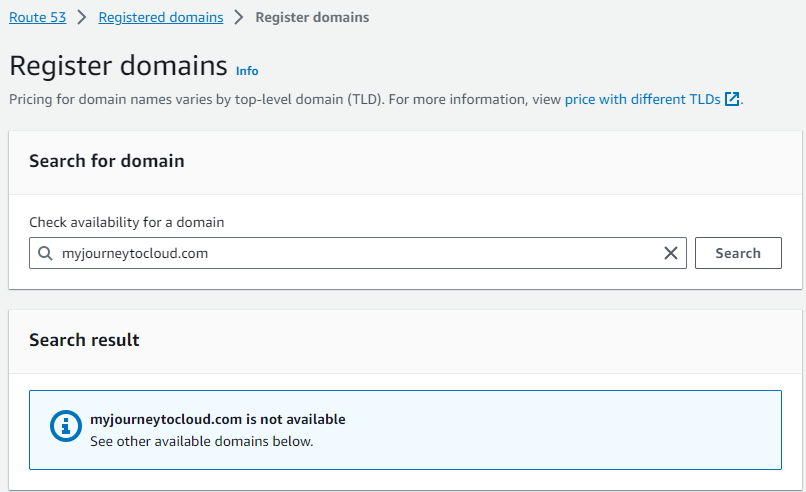 Route 53 > Registered domains > Register domains
Register domains Info
Pricing for domain names varies by top-level domain (TLD). For more information, view price with different TLDs.
Search for domain
Check availability for a domain
myjourneytocloud.com
Search
Search result
myjourneytocloud.com is not available
See other available domains below.